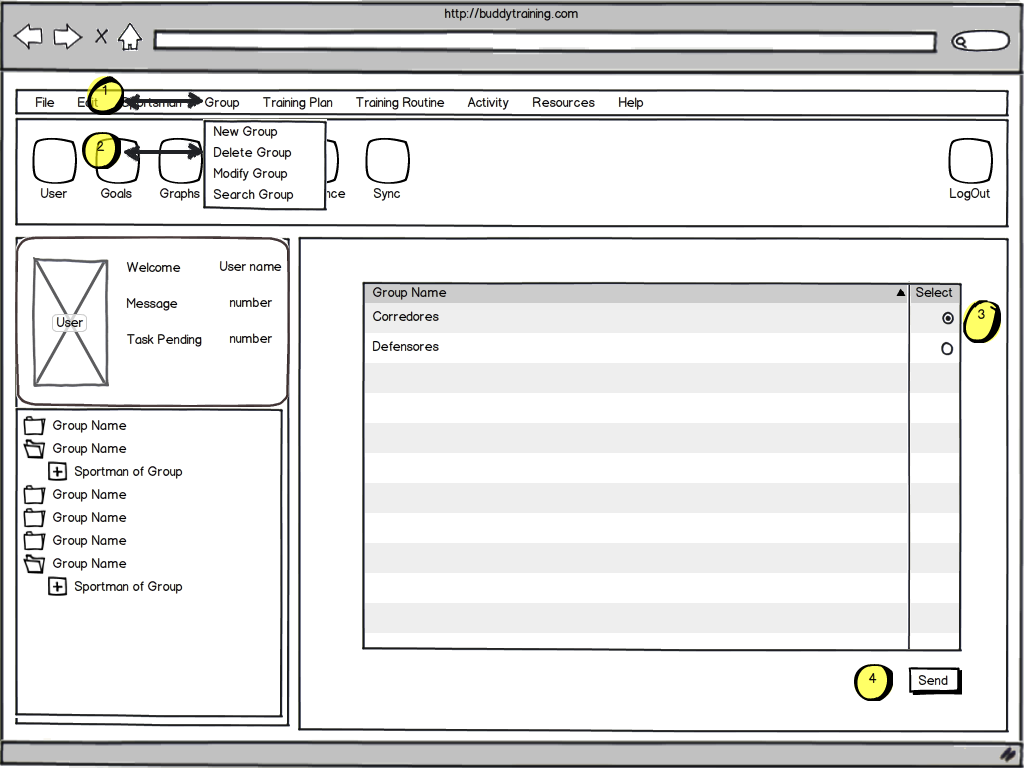 http://buddytraining.com
1
File Edit Sportsman Group Training Plan Training Routine Activity Resources Help
New Group
2
Delete Group
Modify Group
Search Group
User Goals Graphs nce Sync LogOut
Welcome User name
Message number
User
Task Pending number
Group Name Select
Corredores
3
Defensores
Group Name
Group Name
Sportman of Group
Group Name
Group Name
Group Name
Group Name
Sportman of Group
4
Send